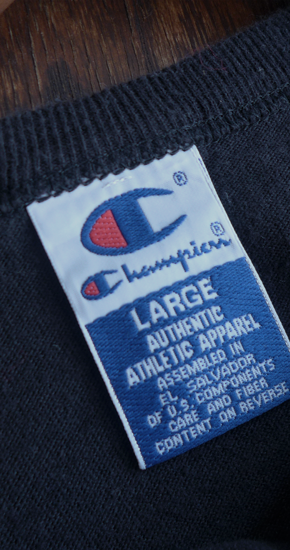 ®
Champion®
LARGE
AUTHENTIC
ATHLETIC APPAREL
ASSEMBLED IN
EL SALVADOR
OF U.S. COMPONENTS
CARE AND FIBER
CONTENT ON REVERSE